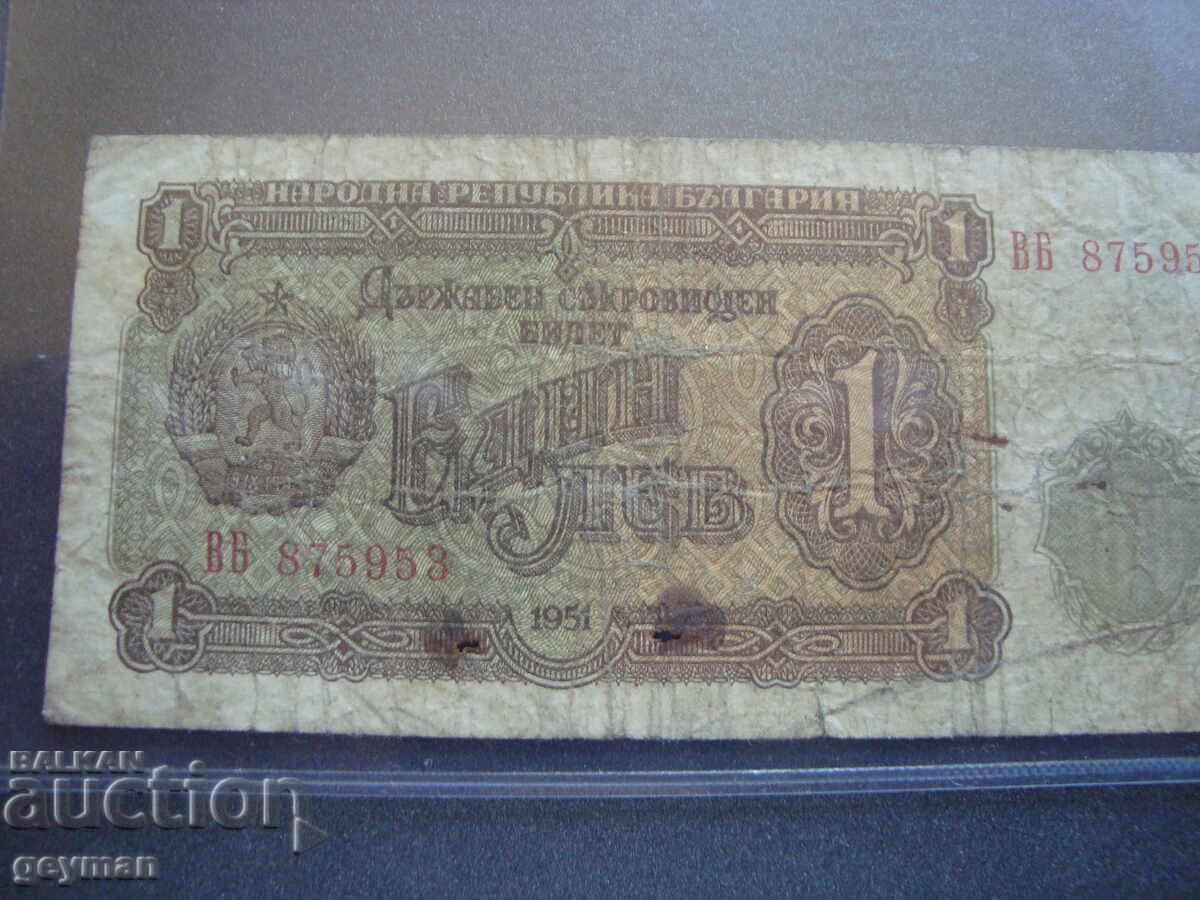 1 НАРОДНА РЕПУБЛИКА БЪЛГАРИЯ 1
ВБ 87595
ДЪРЖАВЕН СЪКРОВИЩЕН
БИЛЕТ
1
ЕДИН
ЛЕВ
ВБ 875953
1 1951 1
BALKAN
auction
geyman